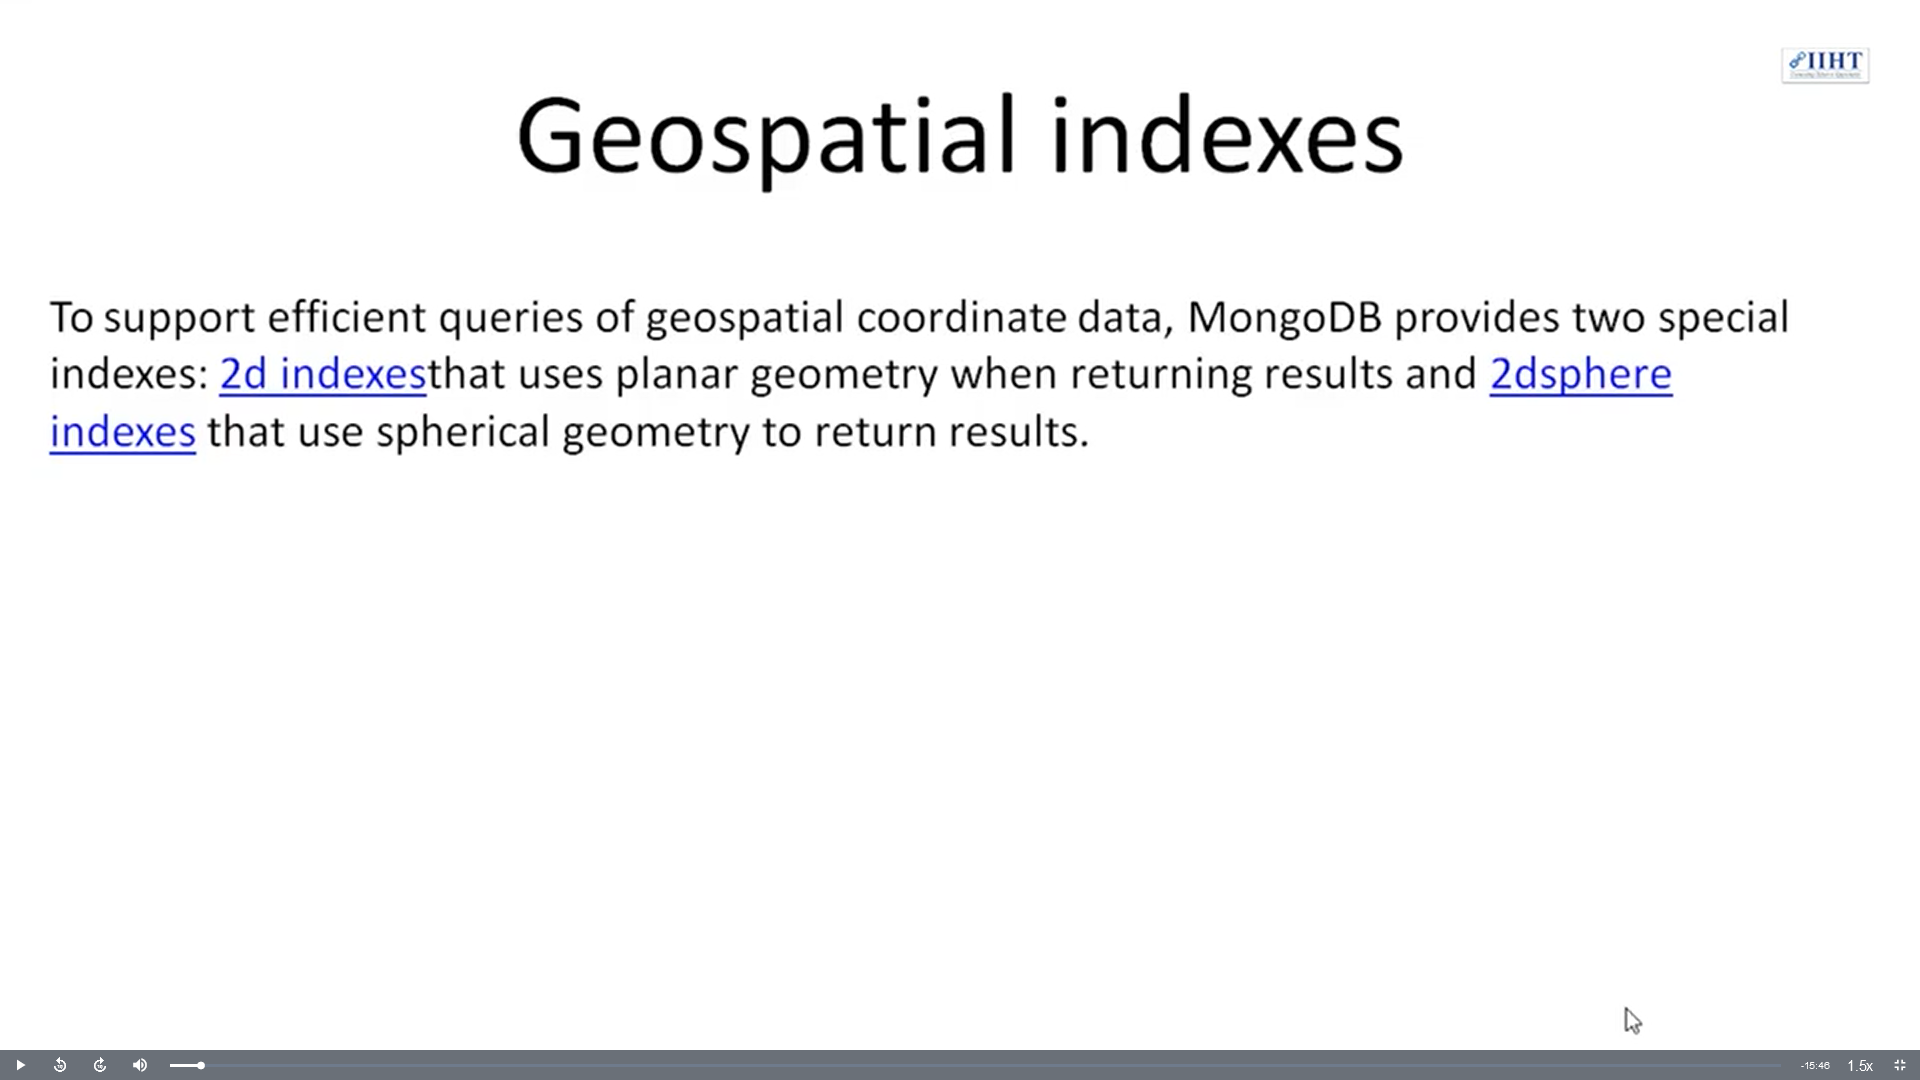 IIHT
Geospatial indexes
To support efficient queries of geospatial coordinate data, MongoDB provides two special
indexes: 2d indexesthat uses planar geometry when returning results and 2dsphere
indexes that use spherical geometry to return results.
-15:46 1.5x